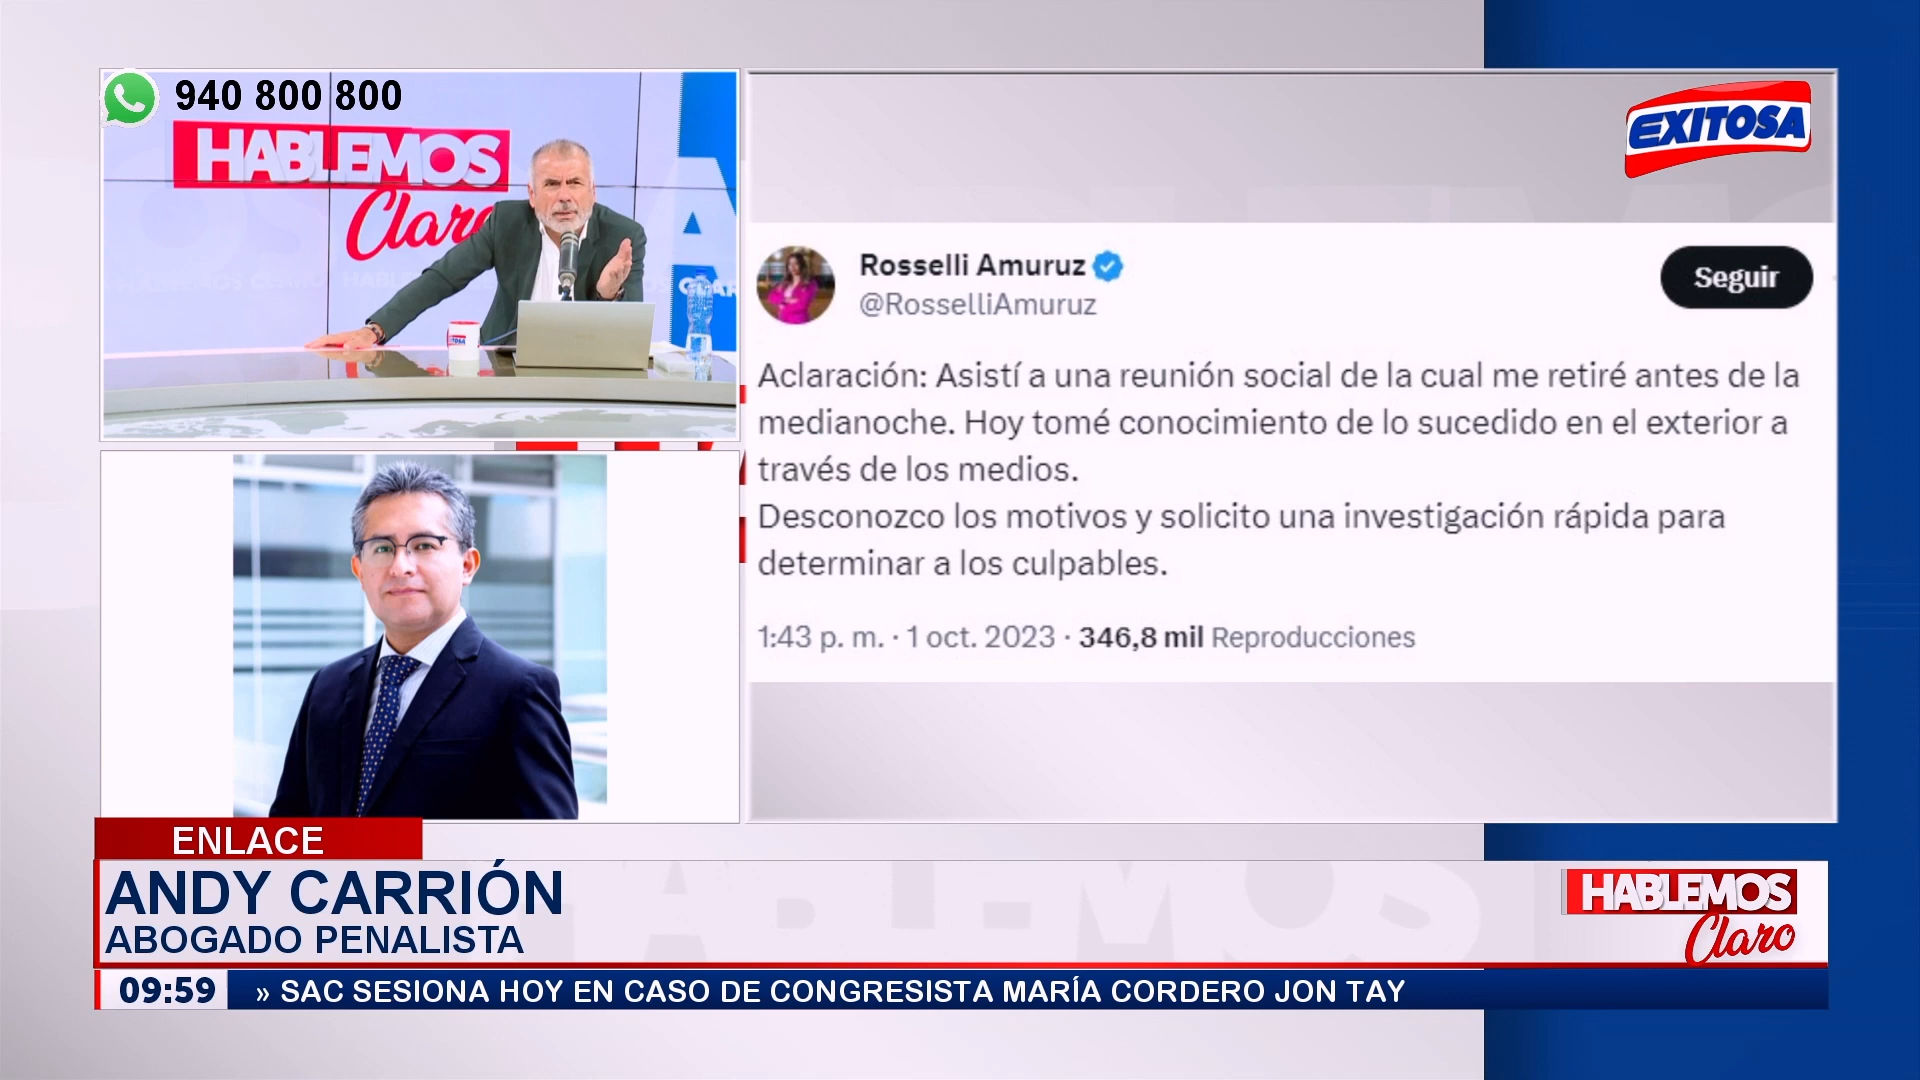 940 800 800
HABLEMOS
Claro
EXITOSA
EXITOSA
Rosselli Amuruz
@RosselliAmuruz
Seguir
Aclaración: Asistí a una reunión social de la cual me retiré antes de la
medianoche. Hoy tomé conocimiento de lo sucedido en el exterior a
través de los medios.
Desconozco los motivos y solicito una investigación rápida para
determinar a los culpables.
1:43 p. m. · 1 oct. 2023 · 346,8 mil Reproducciones
ENLACE
ANDY CARRIÓN
ABOGADO PENALISTA
HABLEMOS
Claro
09:59 » SAC SESIONA HOY EN CASO DE CONGRESISTA MARÍA CORDERO JON TAY